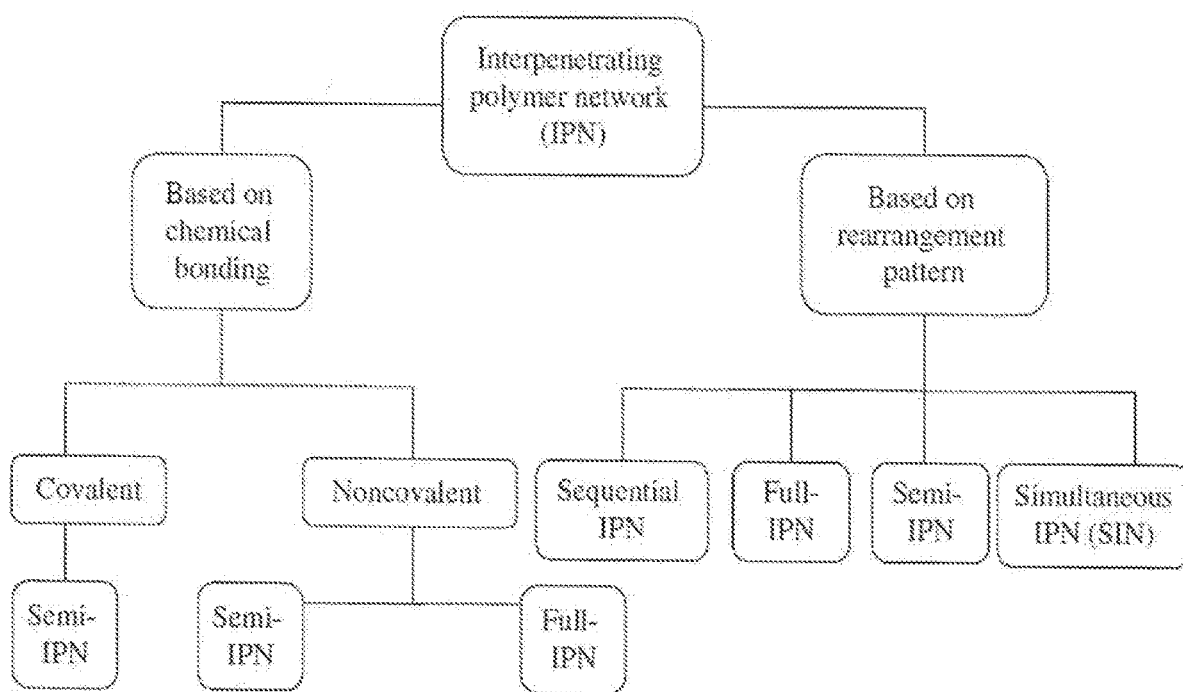 Interpenetrating
polymer network
(IPN)
Based on
chemical
bonding
Based on
rearrangement
pattern
Covalent
Noncovalent
Sequential
IPN
Full-
IPN
Semi-
IPN
Simultaneous
IPN (SIN)
Semi-
IPN
Semi-
IPN
Full-
IPN